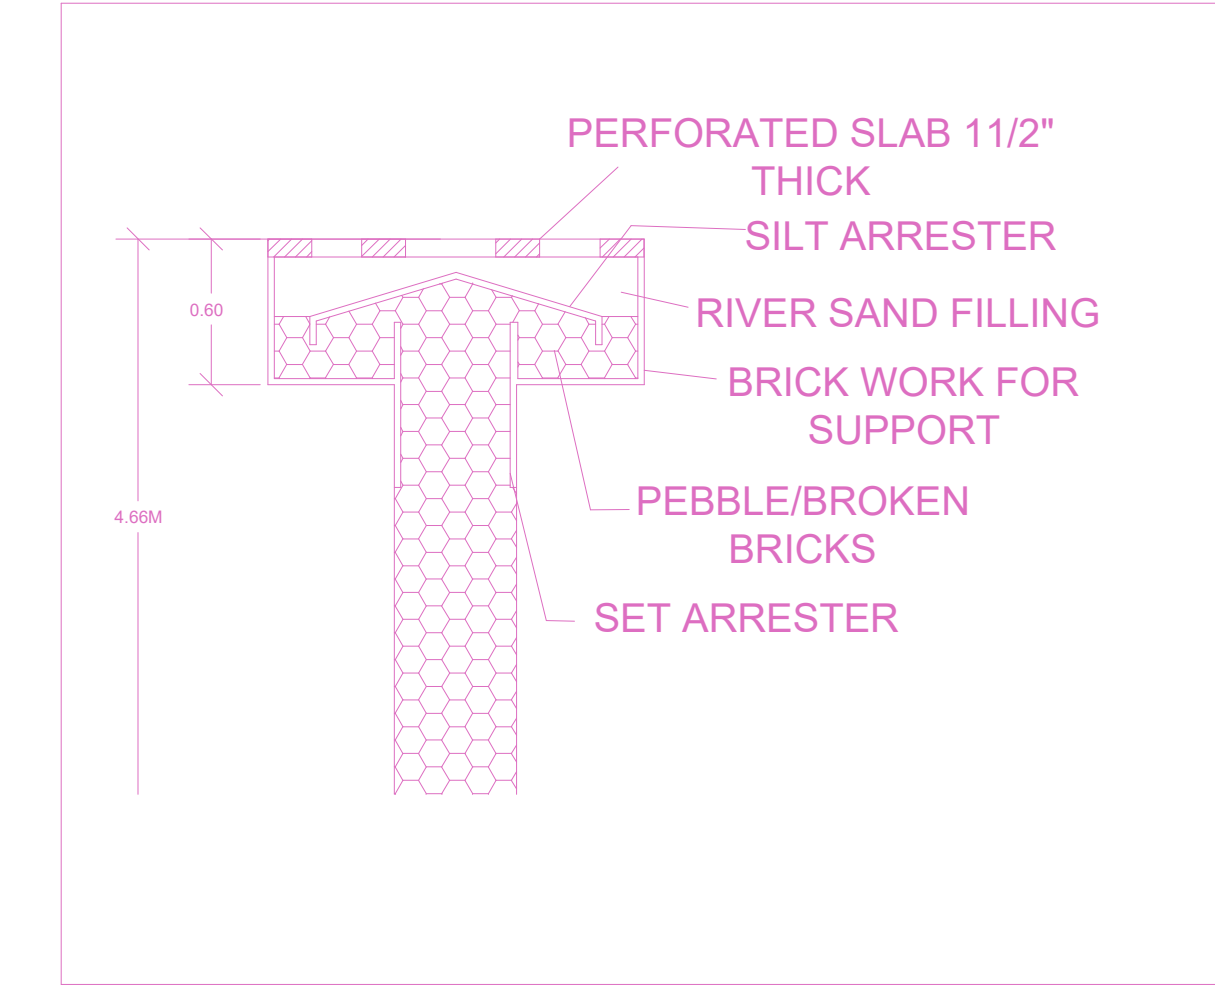 PERFORATED SLAB 11/2"
THICK
SILT ARRESTER
0.60
RIVER SAND FILLING
BRICK WORK FOR
SUPPORT
PEBBLE/BROKEN
4.66M
BRICKS
SET ARRESTER